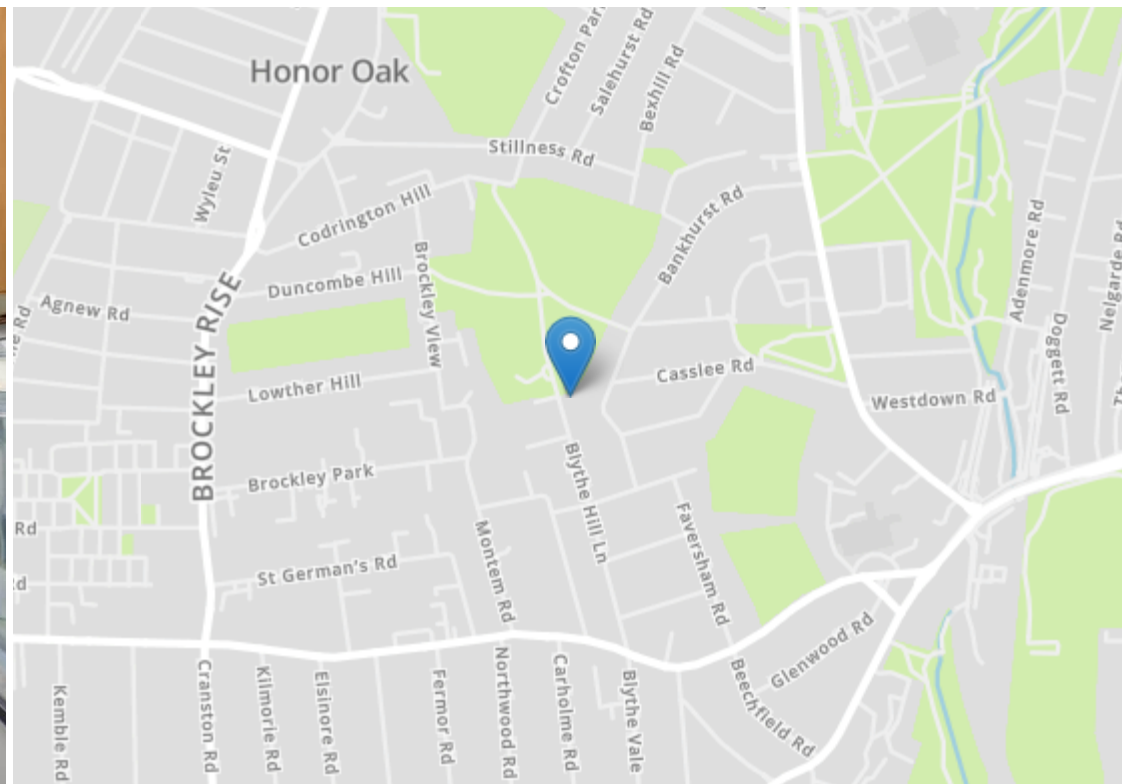 Honor Oak
Crofton Par
Salehurst Rd
Bexhill Rd
Stillness Rd
Wyleu St
Codrington Hill
Bankhurst Rd
Brockley View
Duncombe Hill
Agnew Rd
BROCKLEY RISE
Adenmore Rd
Nelgarde Rd
Doggett Rd
Lowther Hill
Casslee Rd
Westdown Rd
Brockley Park
Blythe Hill Ln
Faversham Rd
Rd
Montem Rd
St German's Rd
Glenwood Rd
Kemble Rd
Cranston Rd
Kilmorie Rd
Elsinore Rd
Fermor Rd
Northwood Rd
Carholme Rd
Blythe Vale
Beechfield Rd